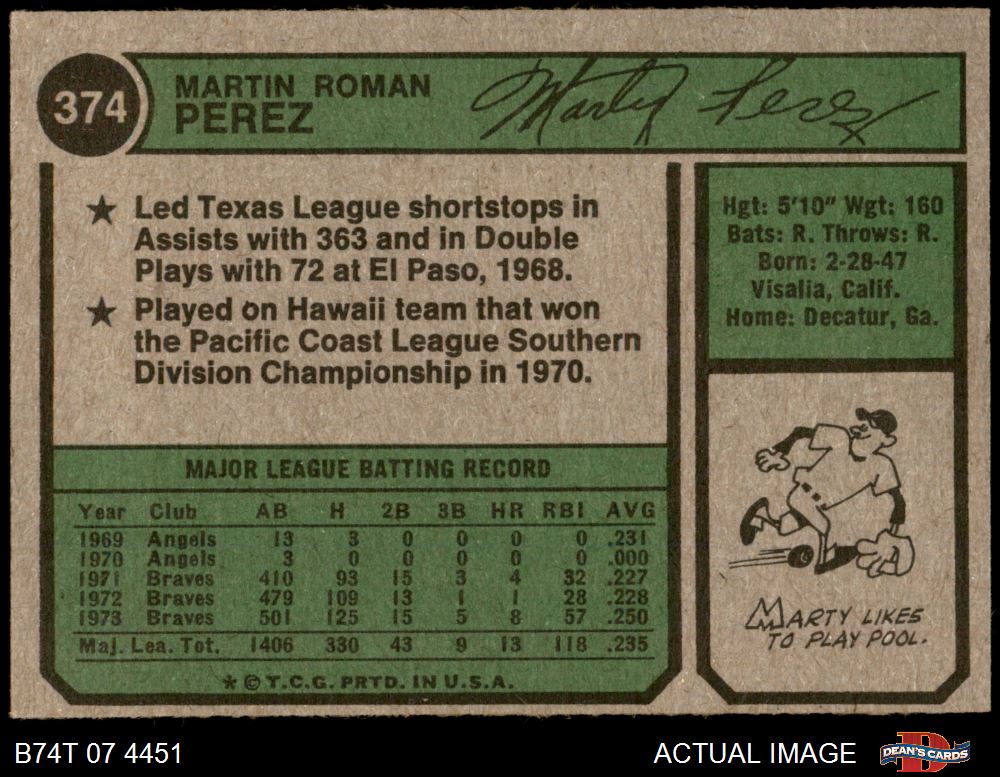 374
MARTIN ROMAN
PEREZ
Marty Perez
★ Led Texas League shortstops in
Assists with 363 and in Double
Plays with 72 at El Paso, 1968.
★ Played on Hawaii team that won
the Pacific Coast League Southern
Division Championship in 1970.
Hgt: 5'10" Wgt: 160
Bats: R. Throws: R.
Born: 2-28-47
Visalia, Calif.
Home: Decatur, Ga.
MAJOR LEAGUE BATTING RECORD
Year Club AB H 2B 3B HR RBI AVG
1969 Angels 13 3 0 0 0 0 .231
1970 Angels 3 0 0 0 0 0 .000
1971 Braves 410 93 15 3 4 32 .227
1972 Braves 479 109 13 1 1 28 .228
1973 Braves 501 125 15 5 8 57 .250
Maj. Lea. Tot. 1406 330 43 9 13 118 .235
* © T.C.G. PRTD. IN U.S.A.
MARTY LIKES
TO PLAY POOL.
B74T 07 4451
ACTUAL IMAGE
D
DEAN'S CARDS